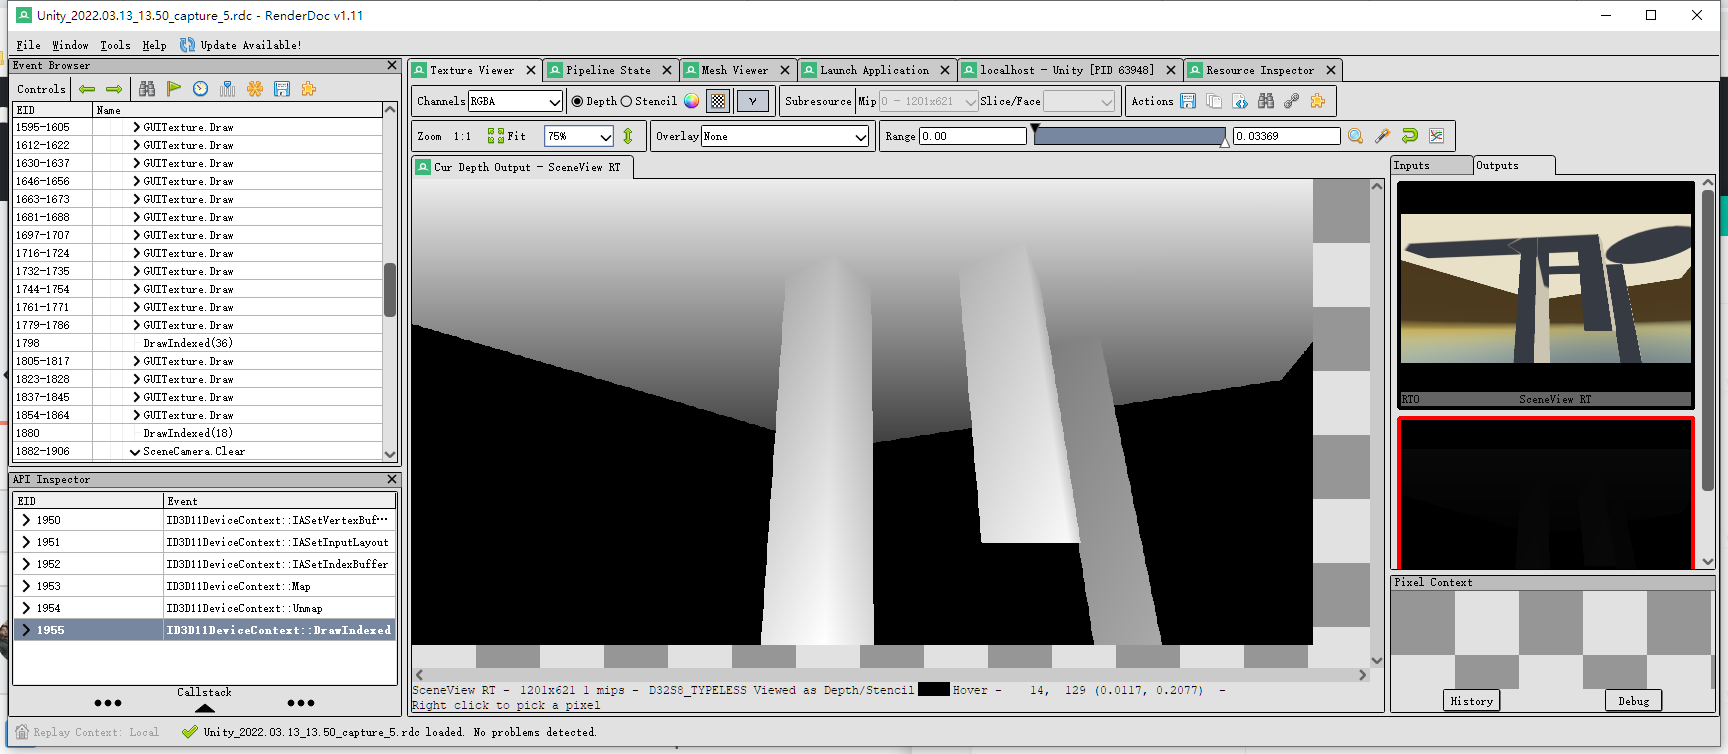 Unity_2022.03.13_13.50_capture_5.rdc - RenderDoc v1.11
File Window Tools Help Update Available!
Event Browser
Controls
EID Name
1595-1605 GUITexture.Draw
1612-1622 GUITexture.Draw
1630-1637 GUITexture.Draw
1646-1656 GUITexture.Draw
1663-1673 GUITexture.Draw
1681-1688 GUITexture.Draw
1697-1707 GUITexture.Draw
1716-1724 GUITexture.Draw
1732-1735 GUITexture.Draw
1744-1754 GUITexture.Draw
1761-1771 GUITexture.Draw
1779-1786 GUITexture.Draw
1798 DrawIndexed(36)
1805-1817 GUITexture.Draw
1823-1828 GUITexture.Draw
1837-1845 GUITexture.Draw
1854-1864 GUITexture.Draw
1880 DrawIndexed(18)
1882-1906 SceneCamera.Clear
API Inspector
EID Event
1950 ID3D11DeviceContext::IASetVertexBuf...
1951 ID3D11DeviceContext::IASetInputLayout
1952 ID3D11DeviceContext::IASetIndexBuffer
1953 ID3D11DeviceContext::Map
1954 ID3D11DeviceContext::Unmap
1955 ID3D11DeviceContext::DrawIndexed
Callstack
Texture Viewer Pipeline State Mesh Viewer Launch Application localhost - Unity [PID 63948] Resource Inspector
Channels RGBA Depth Stencil γ Subresource Mip 0 - 1201x621 Slice/Face Actions
Zoom 1:1 Fit 75% Overlay None Range 0.00 0.03369
Cur Depth Output - SceneView RT
Inputs Outputs
RT0 SceneView RT
Pixel Context
History Debug
SceneView RT - 1201x621 1 mips - D32S8_TYPELESS Viewed as Depth/Stencil Hover - 14, 129 (0.0117, 0.2077) -
Right click to pick a pixel
Replay Context: Local Unity_2022.03.13_13.50_capture_5.rdc loaded. No problems detected.